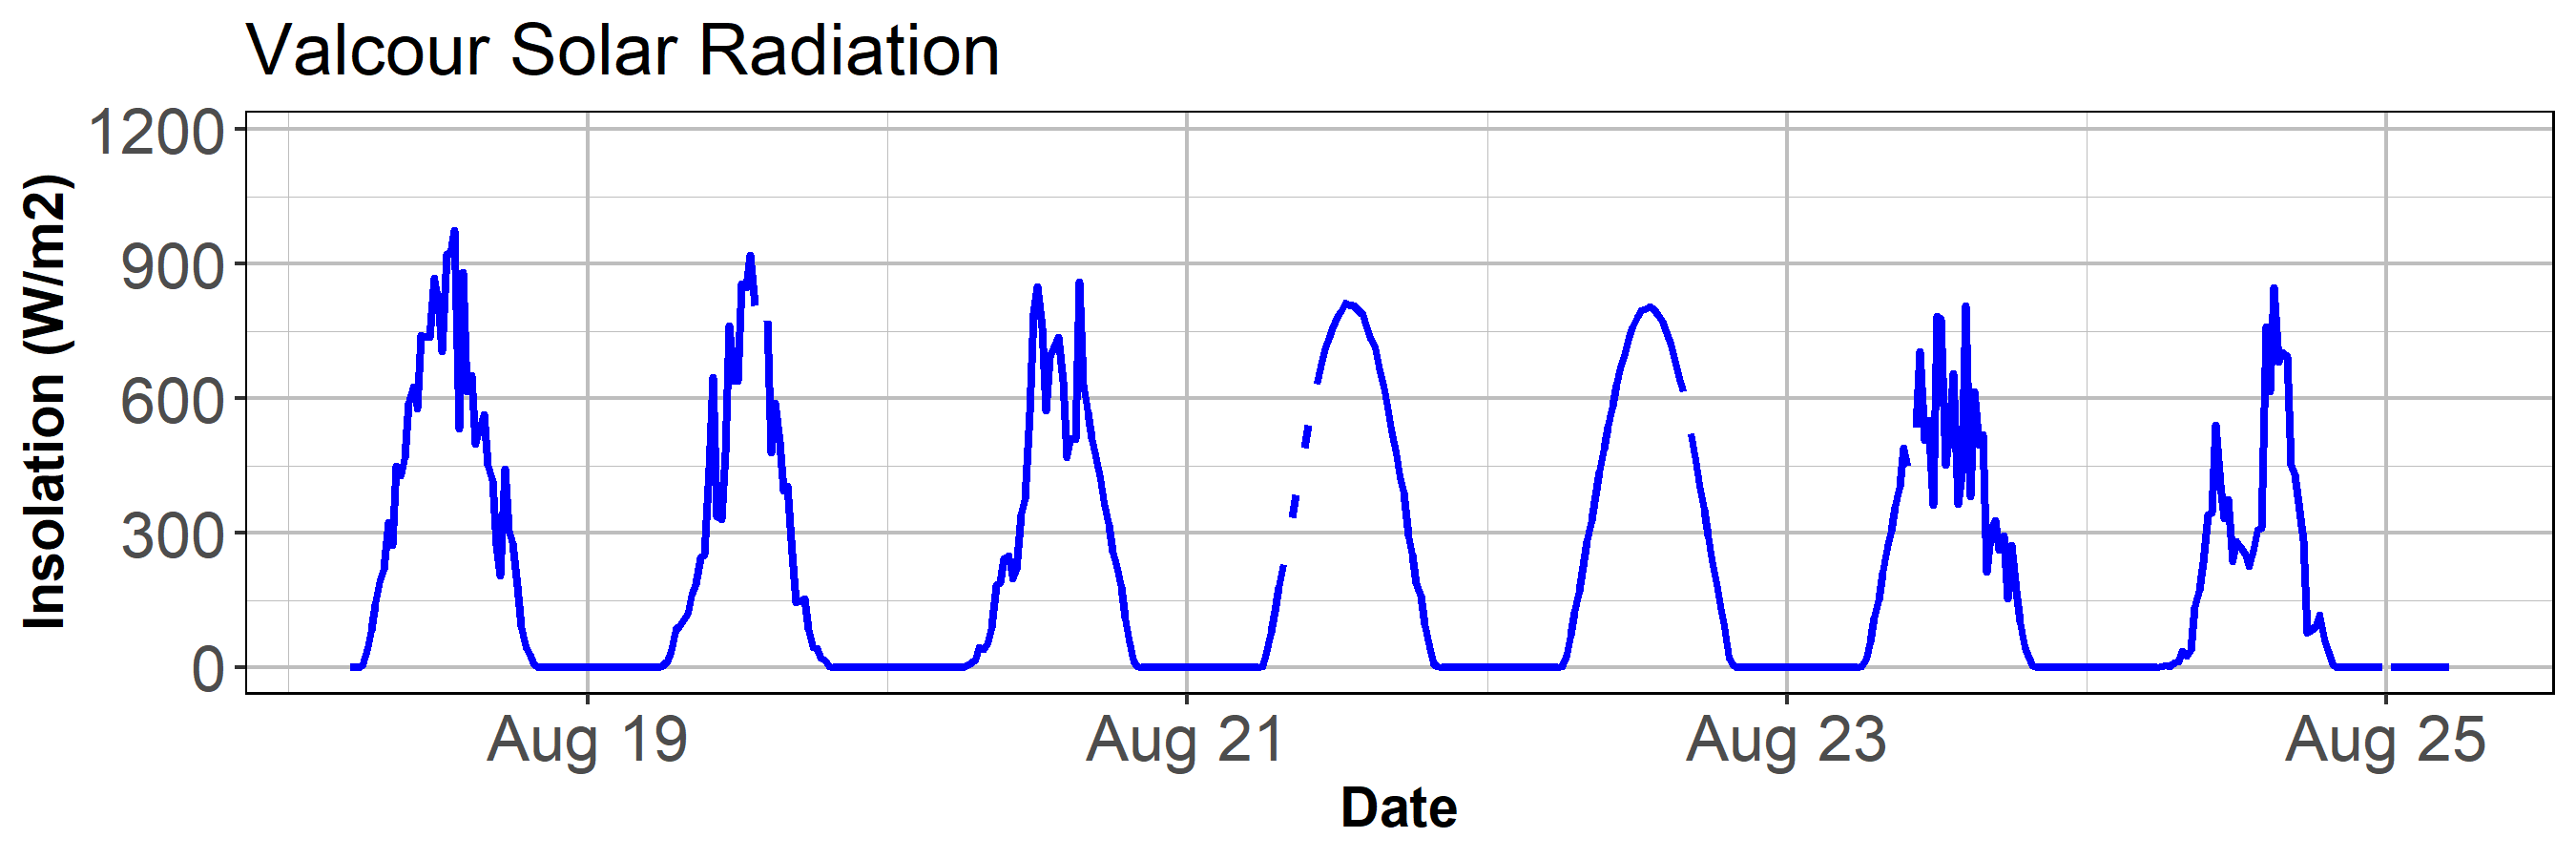 Valcour Solar Radiation
1200
900
600
300
0
Insolation (W/m2)
Aug 19 Aug 21 Aug 23 Aug 25
Date